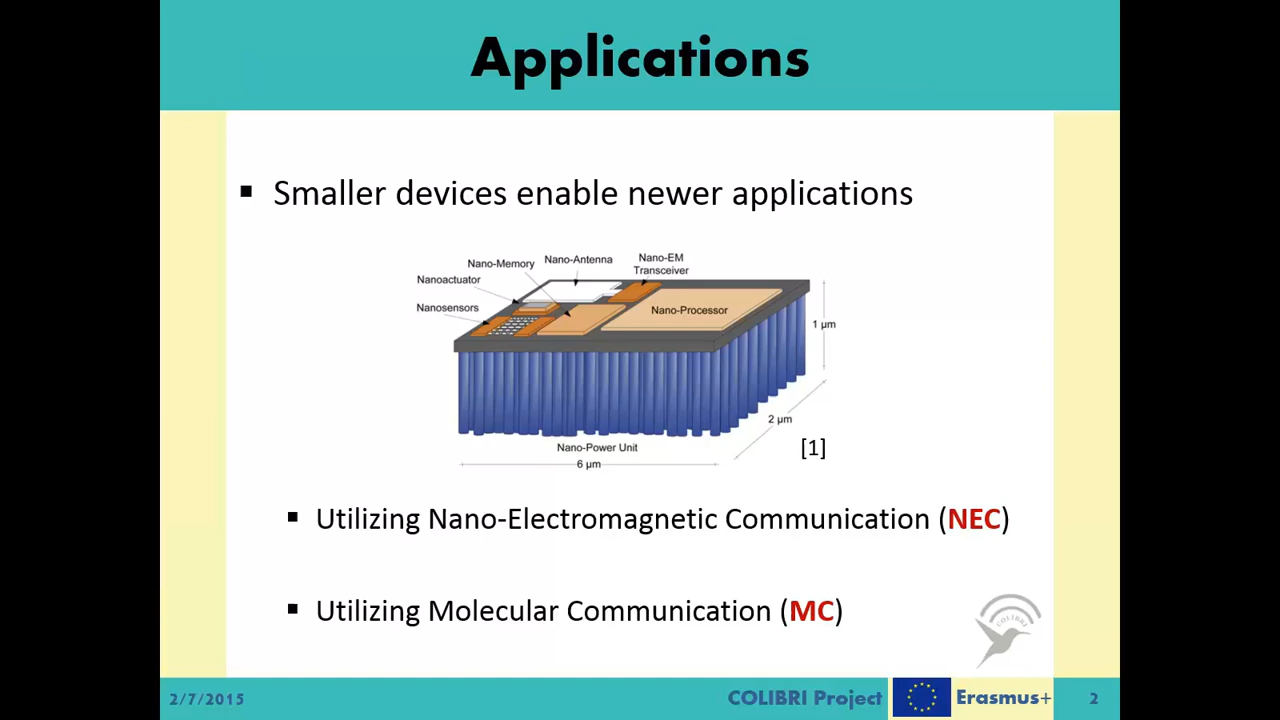 Applications
▪ Smaller devices enable newer applications
Nano-Memory
Nano-Antenna
Nano-EM
Transceiver
Nanoactuator
Nanosensors
Nano-Processor
1 µm
2 µm
Nano-Power Unit
6 µm
[1]
▪ Utilizing Nano-Electromagnetic Communication (NEC)
▪ Utilizing Molecular Communication (MC)
COLIBRI
2/7/2015
COLIBRI Project
Erasmus+
2